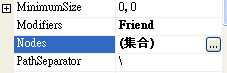 MinimumSize 0, 0
Modifiers Friend
Nodes (集合) ...
PathSeparator \